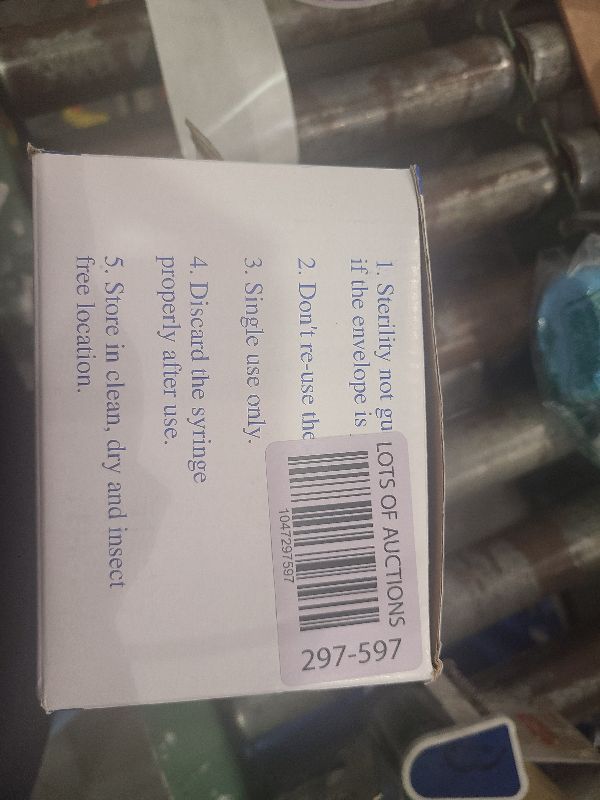 1. Sterility not gu
if the envelope is
2. Don't re-use the
3. Single use only.
4. Discard the syringe
properly after use.
5. Store in clean, dry and insect
free location.
LOTS OF AUCTIONS
1047297597
297-597